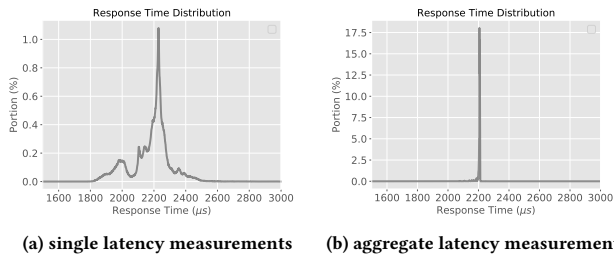 Response Time Distribution
1.0
0.8
0.6
0.4
0.2
0.0
Portion (%)
1600 1800 2000 2200 2400 2600 2800 3000
Response Time (μs)
(a) single latency measurements
Response Time Distribution
17.5
15.0
12.5
10.0
7.5
5.0
2.5
0.0
Portion (%)
1600 1800 2000 2200 2400 2600 2800 3000
Response Time (μs)
(b) aggregate latency measuremen